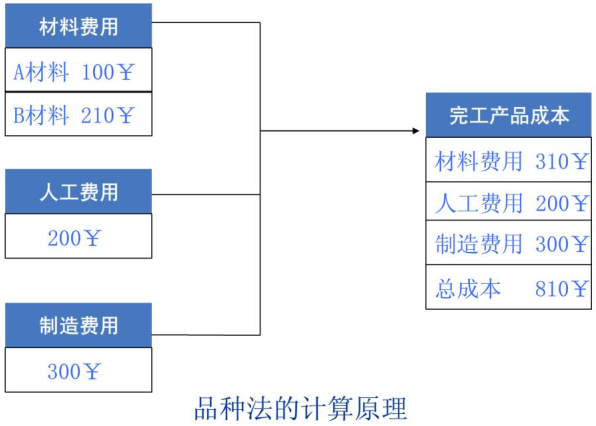 材料费用
A材料 100¥
B材料 210¥
人工费用
200¥
制造费用
300¥
完工产品成本
材料费用 310¥
人工费用 200¥
制造费用 300¥
总成本 810¥
品种法的计算原理